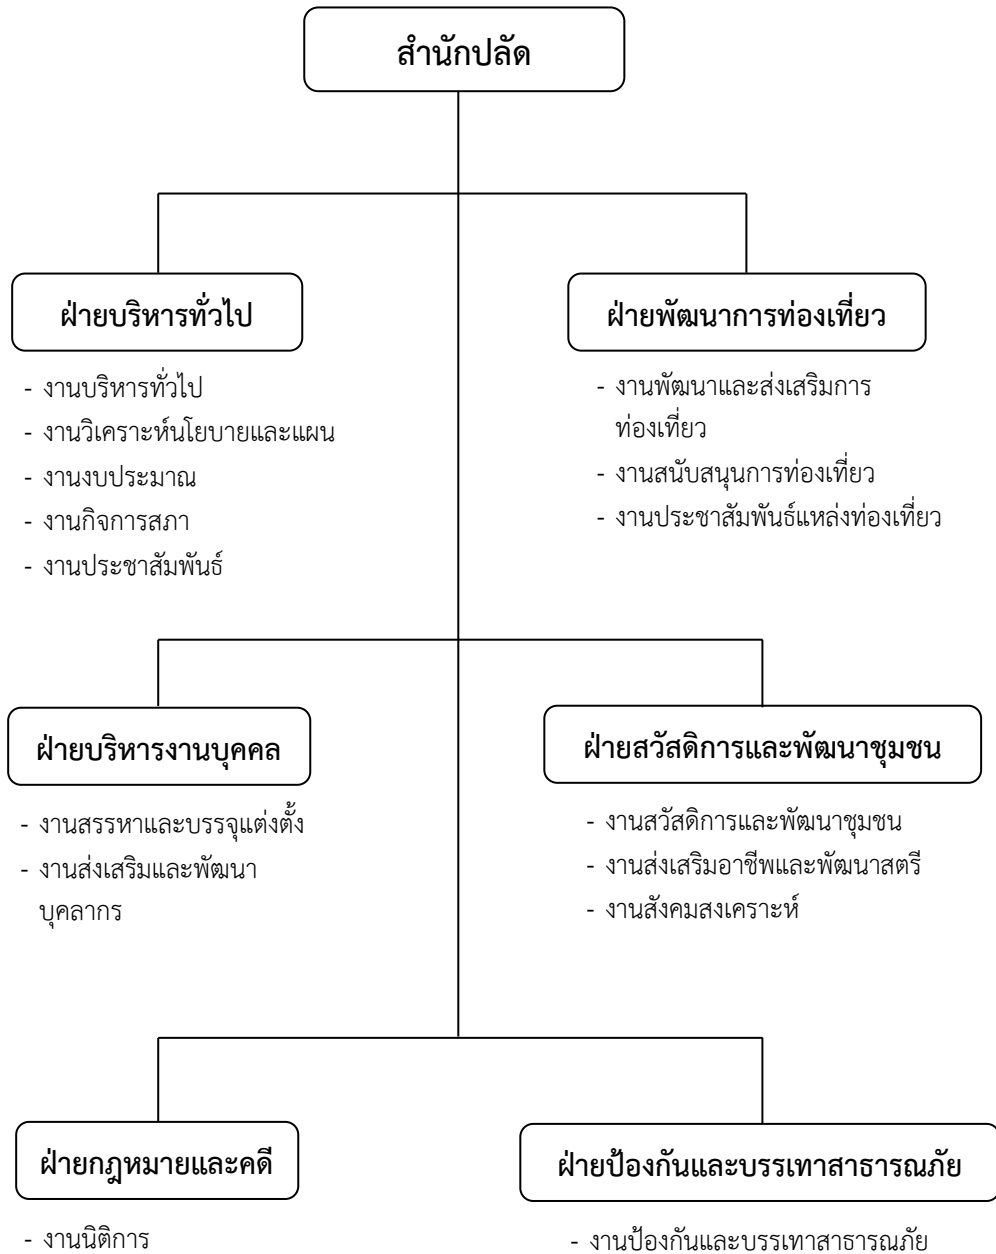 สำนักปลัด
ฝ่ายบริหารทั่วไป
- งานบริหารทั่วไป
- งานวิเคราะห์นโยบายและแผน
- งานงบประมาณ
- งานกิจการสภา
- งานประชาสัมพันธ์
ฝ่ายพัฒนาการท่องเที่ยว
- งานพัฒนาและส่งเสริมการ
ท่องเที่ยว
- งานสนับสนุนการท่องเที่ยว
- งานประชาสัมพันธ์แหล่งท่องเที่ยว
ฝ่ายบริหารงานบุคคล
- งานสรรหาและบรรจุแต่งตั้ง
- งานส่งเสริมและพัฒนา
บุคลากร
ฝ่ายสวัสดิการและพัฒนาชุมชน
- งานสวัสดิการและพัฒนาชุมชน
- งานส่งเสริมอาชีพและพัฒนาสตรี
- งานสังคมสงเคราะห์
ฝ่ายกฎหมายและคดี
- งานนิติการ
ฝ่ายป้องกันและบรรเทาสาธารณภัย
- งานป้องกันและบรรเทาสาธารณภัย